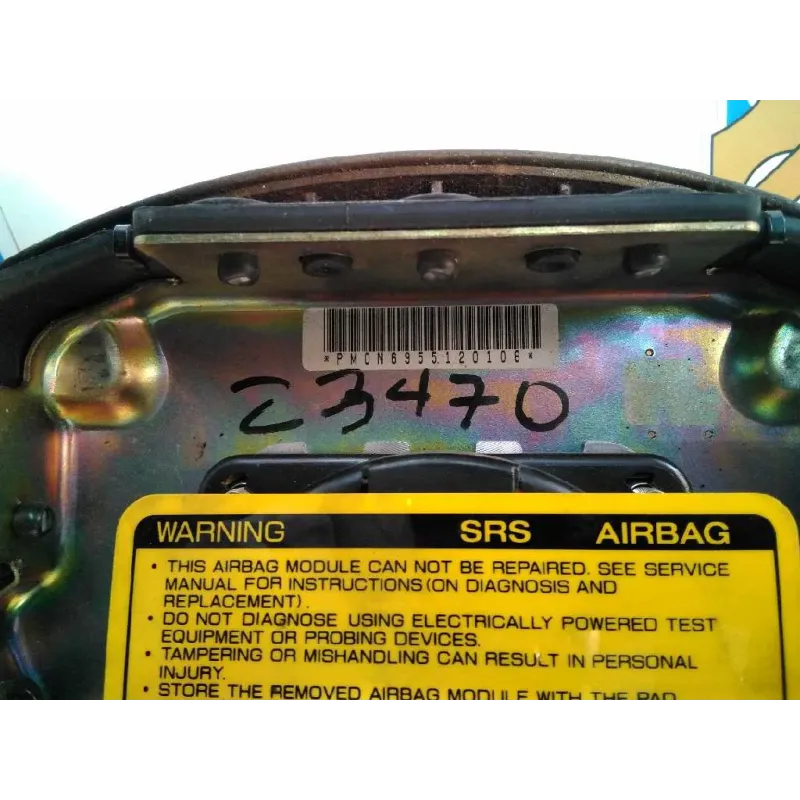 *PMCN6955120108*
23470
WARNING SRS AIRBAG
• THIS AIRBAG MODULE CAN NOT BE REPAIRED. SEE SERVICE
MANUAL FOR INSTRUCTIONS (ON DIAGNOSIS AND
REPLACEMENT).
• DO NOT DIAGNOSE USING ELECTRICALLY POWERED TEST
EQUIPMENT OR PROBING DEVICES.
• TAMPERING OR MISHANDLING CAN RESULT IN PERSONAL
INJURY.
• STORE THE REMOVED AIRBAG MODULE WITH THE PAD